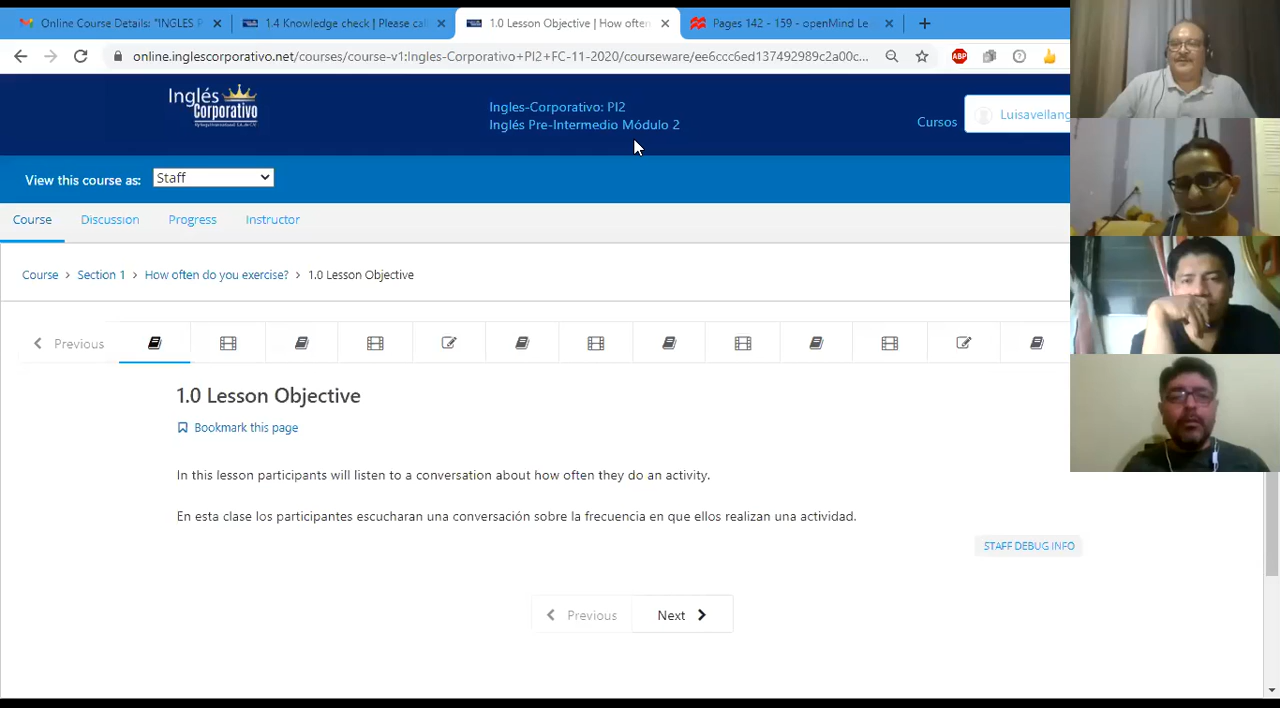 Online Course Details: "INGLES P
1.4 Knowledge check | Please cal
1.0 Lesson Objective | How often
Pages 142 - 159 - openMind Le
online.inglescorporativo.net/courses/course-v1:Ingles-Corporativo+PI2+FC-11-2020/courseware/ee6ccc6ed137492989c2a00c...
ABP
Inglés
Corporativo
Ingles-Corporativo: PI2
Inglés Pre-Intermedio Módulo 2
Cursos
Luisavellang
View this course as:
Staff
Course
Discussion
Progress
Instructor
Course > Section 1 > How often do you exercise? > 1.0 Lesson Objective
Previous
1.0 Lesson Objective
Bookmark this page
In this lesson participants will listen to a conversation about how often they do an activity.
En esta clase los participantes escucharan una conversación sobre la frecuencia en que ellos realizan una actividad.
STAFF DEBUG INFO
Previous
Next